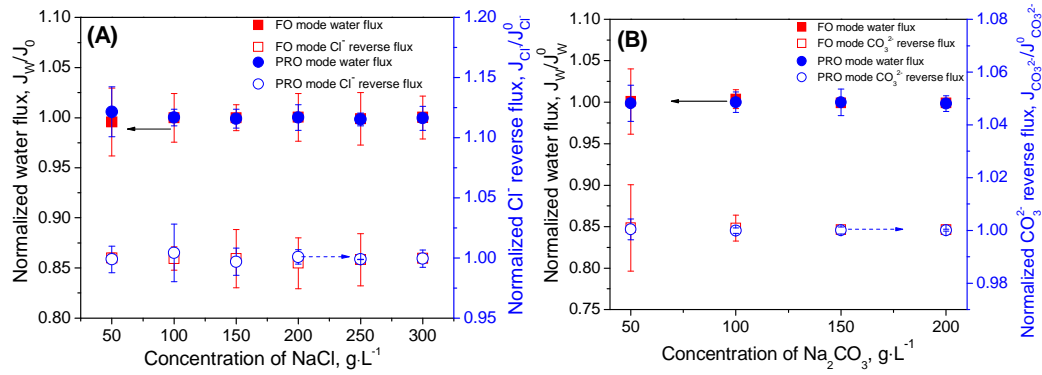 (A)
FO mode water flux
FO mode Cl⁻ reverse flux
PRO mode water flux
PRO mode Cl⁻ reverse flux
Normalized water flux, J_W/J_0
1.10
1.05
1.00
0.95
0.90
0.85
0.80
50 100 150 200 250 300
Concentration of NaCl, g·L⁻¹
1.20
1.15
1.10
1.05
1.00
0.95
Normalized Cl⁻ reverse flux, J_Cl⁻/J⁰_Cl⁻
(B)
FO mode water flux
FO mode CO₃²⁻ reverse flux
PRO mode water flux
PRO mode CO₃²⁻ reverse flux
Normalized water flux, J_W/J⁰_W
1.10
1.05
1.00
0.95
0.90
0.85
0.80
0.75
50 100 150 200
Concentration of Na₂CO₃, g·L⁻¹
1.08
1.06
1.04
1.02
1.00
0.98
Normalized CO₃²⁻ reverse flux, J_CO₃²⁻/J⁰_CO₃²⁻